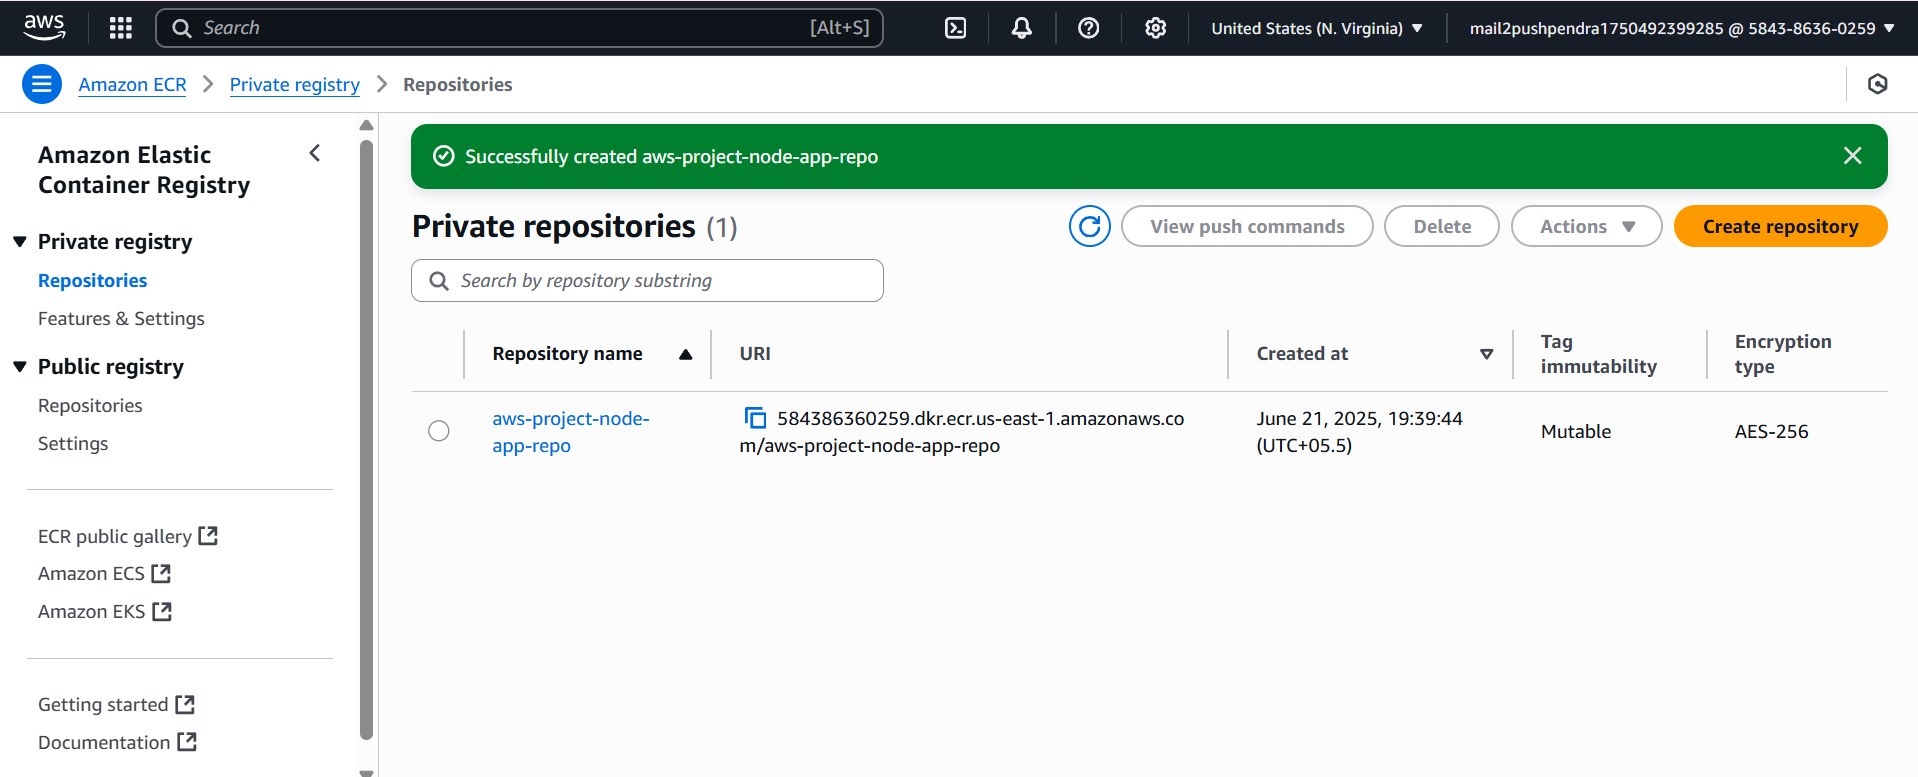 aws
Search
[Alt+S]
United States (N. Virginia)
mail2pushpendra1750492399285 @ 5843-8636-0259
Amazon ECR
Private registry
Repositories
Amazon Elastic
Container Registry
Private registry
Repositories
Features & Settings
Public registry
Repositories
Settings
ECR public gallery
Amazon ECS
Amazon EKS
Getting started
Documentation
Successfully created aws-project-node-app-repo
Private repositories (1)
View push commands
Delete
Actions
Create repository
Search by repository substring
Repository name
URI
Created at
Tag
immutability
Encryption
type
aws-project-node-
app-repo
584386360259.dkr.ecr.us-east-1.amazonaws.co
m/aws-project-node-app-repo
June 21, 2025, 19:39:44
(UTC+05.5)
Mutable
AES-256